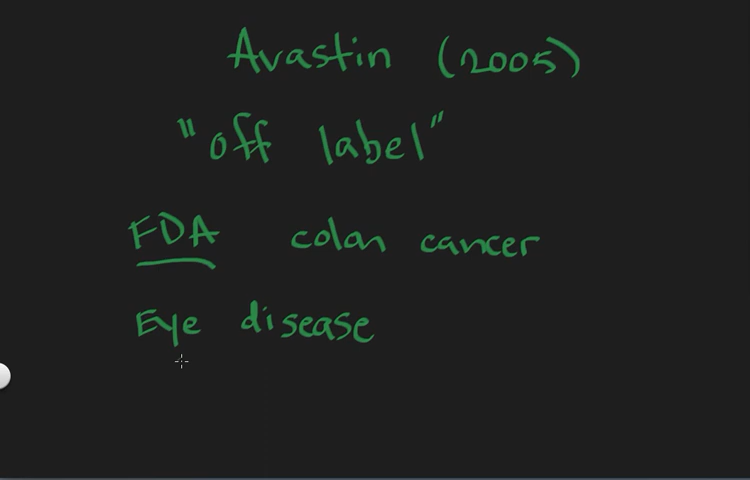 Avastin (2005)
"off label"
FDA colon cancer
Eye disease